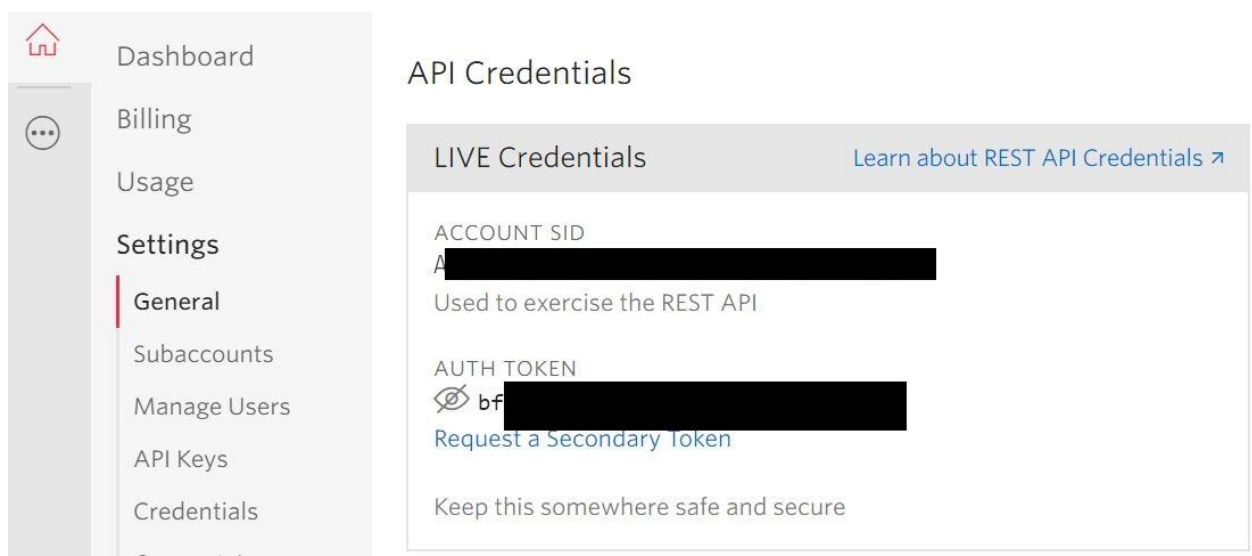 Dashboard
Billing
Usage
Settings
General
Subaccounts
Manage Users
API Keys
Credentials
API Credentials
LIVE Credentials
Learn about REST API Credentials ↗
ACCOUNT SID
A
Used to exercise the REST API
AUTH TOKEN
bf
Request a Secondary Token
Keep this somewhere safe and secure